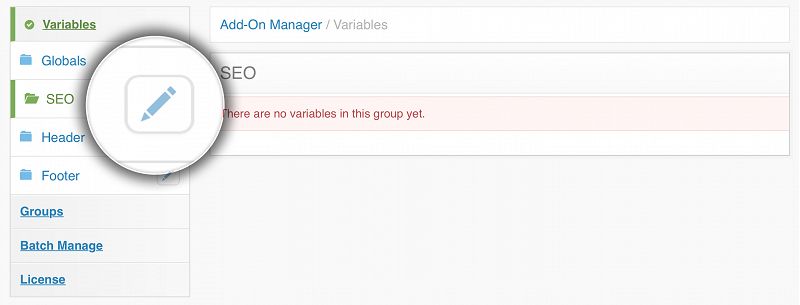 Variables
Globals
SEO
Header
Footer
Groups
Batch Manage
License
Add-On Manager / Variables
SEO
There are no variables in this group yet.